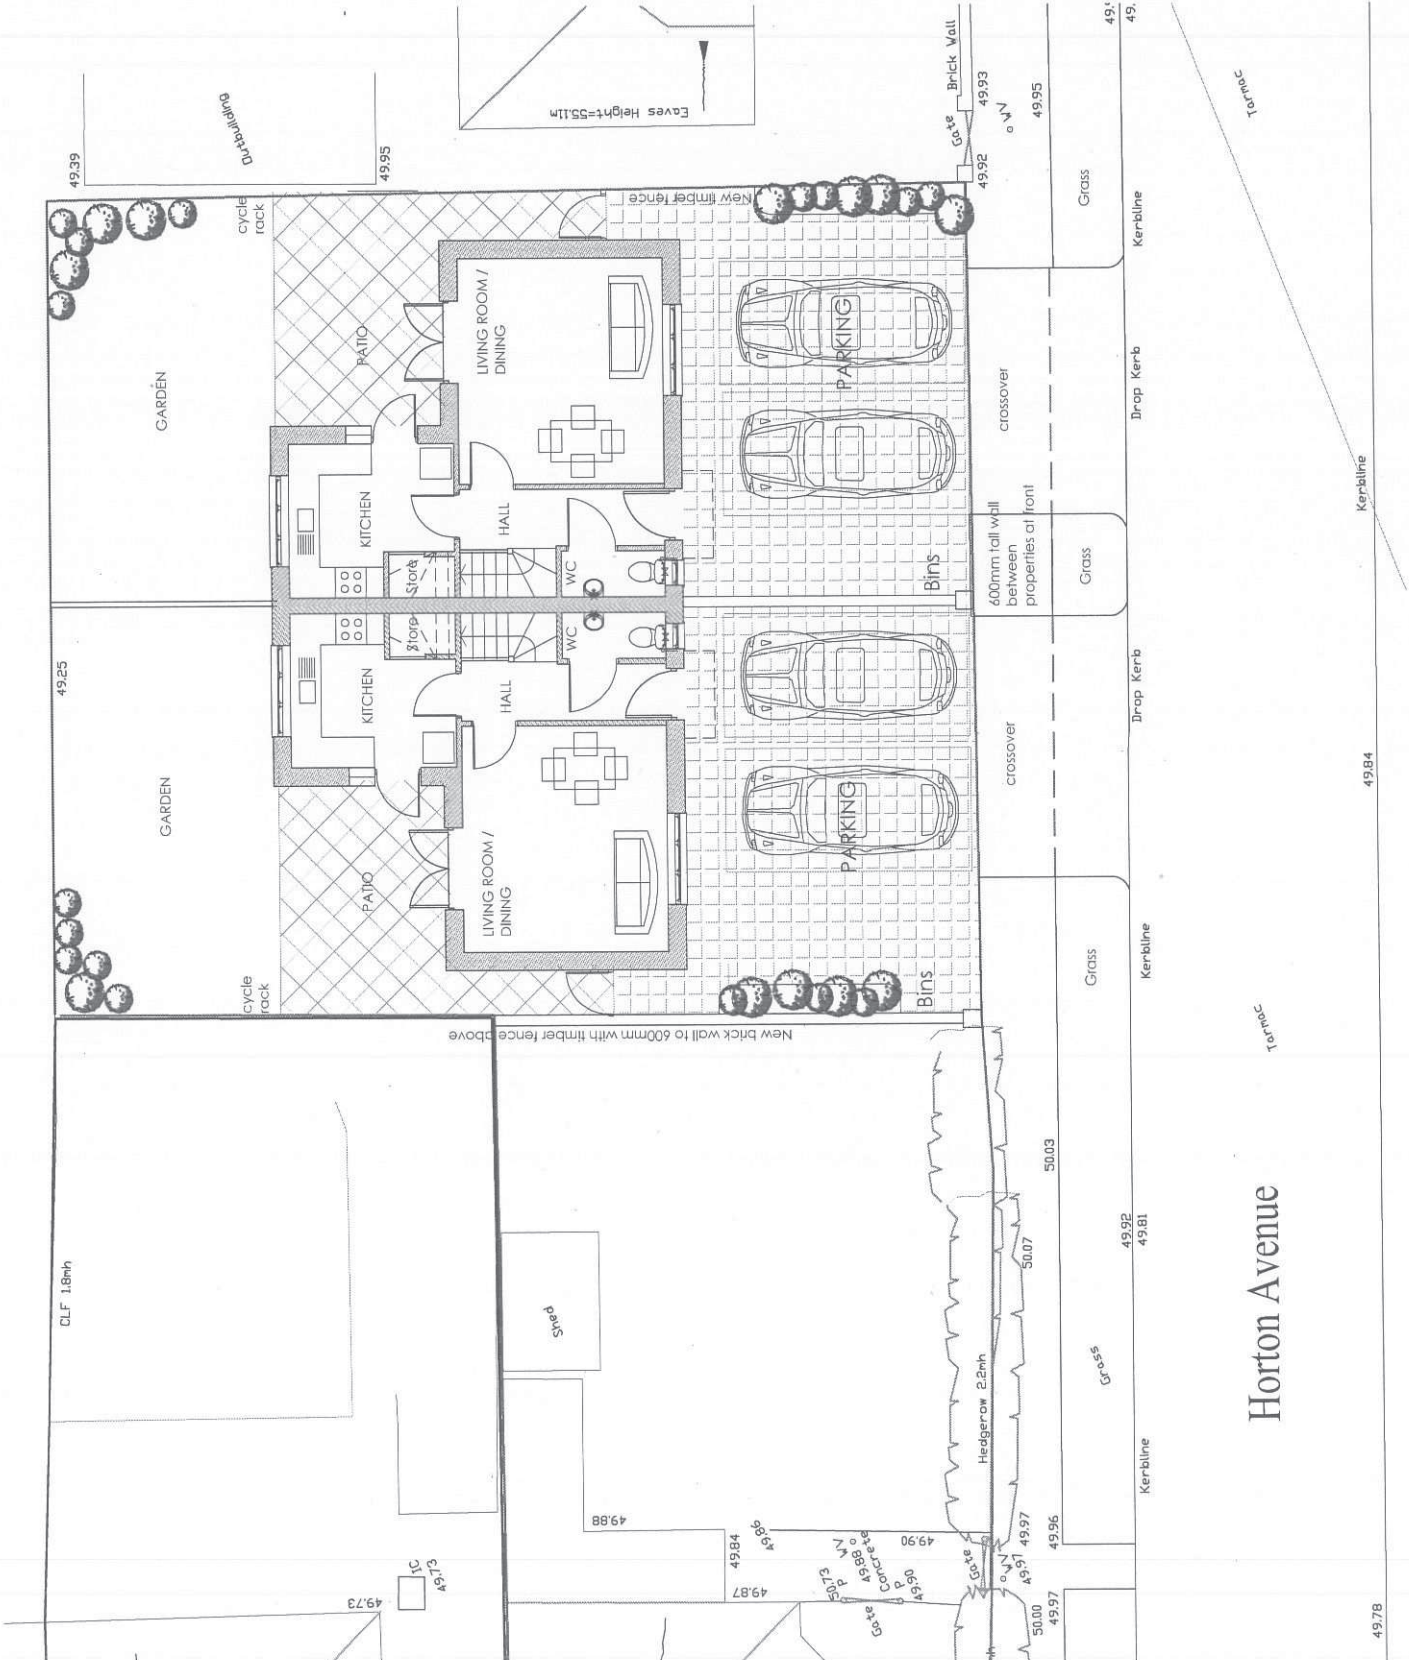 49.39
Outbuilding
49.95
Eaves Height=55.11m
Brick Wall
Gate
49.93
WV
49.92
49.95
Grass
Kerbline
Tarmac
cycle
rack
New timber fence
GARDEN
PATIO
LIVING ROOM /
DINING
PARKING
crossover
Drop Kerb
KITCHEN
HALL
Store
WC
Bins
600mm tall wall
between
properties at front
Grass
Kerbline
49.25
GARDEN
PATIO
KITCHEN
HALL
Store
WC
LIVING ROOM /
DINING
PARKING
crossover
Drop Kerb
49.84
cycle
rack
Bins
Grass
Kerbline
Tarmac
New brick wall to 600mm with timber fence above
CLF 1.8mh
Shed
50.03
50.07
49.92
49.81
Hedgerow 2.2mh
Grass
Kerbline
Horton Avenue
IC
49.73
49.73
49.88
49.84
49.86
49.87
50.73
P
WV
49.88
Concrete
P
49.90
49.90
Gate
Gate
WV
49.97
49.97
49.96
50.00
49.97
49.78